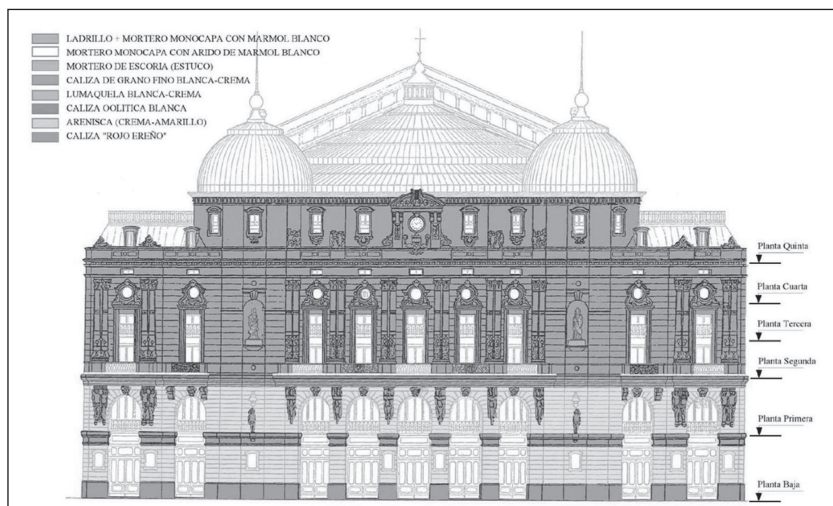 LADRILLO + MORTERO MONOCAPA CON MARMOL BLANCO
MORTERO MONOCAPA CON ARIDO DE MARMOL BLANCO
MORTERO DE ESCORIA (ESTUCO)
CALIZA DE GRANO FINO BLANCA-CREMA
LUMAQUELA BLANCA-CREMA
CALIZA OOLITICA BLANCA
ARENISCA (CREMA-AMARILLO)
CALIZA "ROJO EREÑO"
Planta Quinta
Planta Cuarta
Planta Tercera
Planta Segunda
Planta Primera
Planta Baja